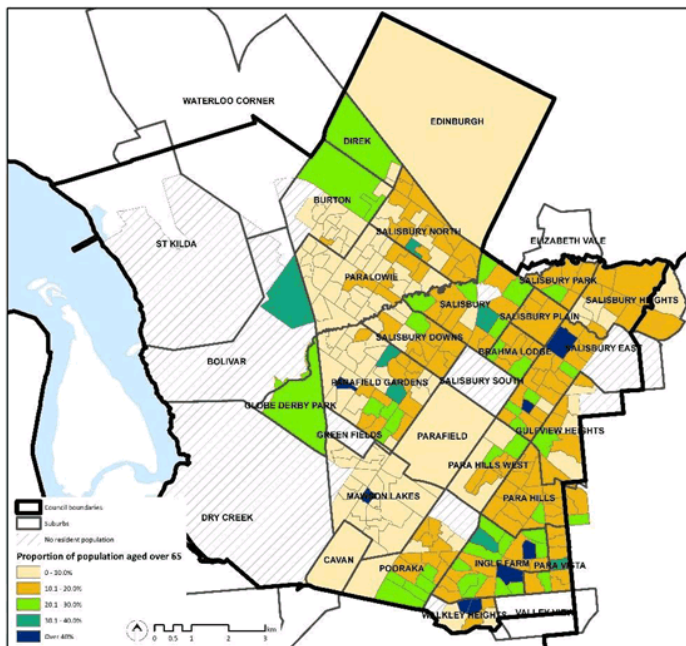 WATERLOO CORNER
EDINBURGH
DIREK
BURTON
ST KILDA
SALISBURY NORTH
ELIZABETH VALE
PARALOWIE
SALISBURY PARK
SALISBURY HEIGHTS
SALISBURY
SALISBURY PLAIN
SALISBURY DOWNS
BRAHMA LODGE
SALISBURY EAST
BOLIVAR
PARAFIELD GARDENS
SALISBURY SOUTH
GLOBE DERBY PARK
GREEN FIELDS
PARAFIELD
GULFVIEW HEIGHTS
PARA HILLS WEST
MAWSON LAKES
PARA HILLS
DRY CREEK
CAVAN
POORAKA
INGLE FARM
PARA VISTA
WALKLEY HEIGHTS
VALLEY VIEW
Council boundaries
Suburbs
No resident population
Proportion of population aged over 65
0 - 10.0%
10.1 - 20.0%
20.1 - 30.0%
30.1 - 40.0%
Over 40%
0 0.5 1 2 3
km